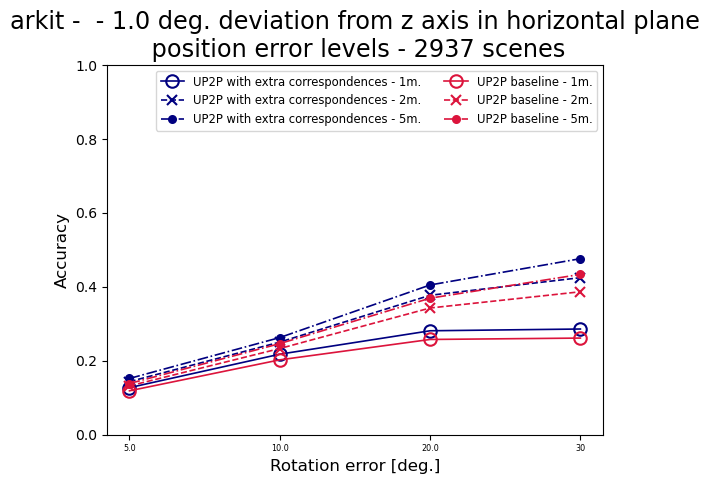 arkit -  - 1.0 deg. deviation from z axis in horizontal plane
position error levels - 2937 scenes
UP2P with extra correspondences - 1m.
UP2P with extra correspondences - 2m.
UP2P with extra correspondences - 5m.
UP2P baseline - 1m.
UP2P baseline - 2m.
UP2P baseline - 5m.
1.0
0.8
0.6
0.4
0.2
0.0
Accuracy
5.0 10.0 20.0 30
Rotation error [deg.]